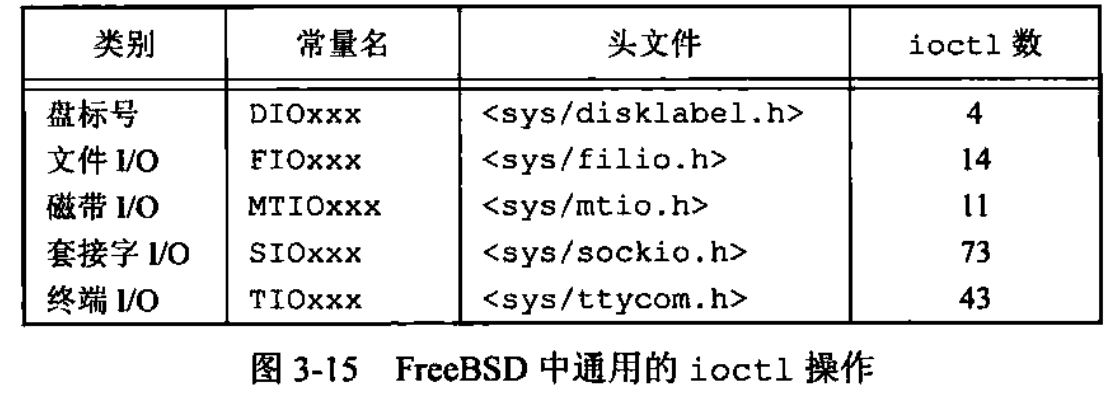 类别 常量名 头文件 ioctl 数
盘标号 DIOxxx <sys/disklabel.h> 4
文件 I/O FIOxxx <sys/filio.h> 14
磁带 I/O MTIOxxx <sys/mtio.h> 11
套接字 I/O SIOxxx <sys/sockio.h> 73
终端 I/O TIOxxx <sys/ttycom.h> 43
图 3-15 FreeBSD 中通用的 ioctl 操作